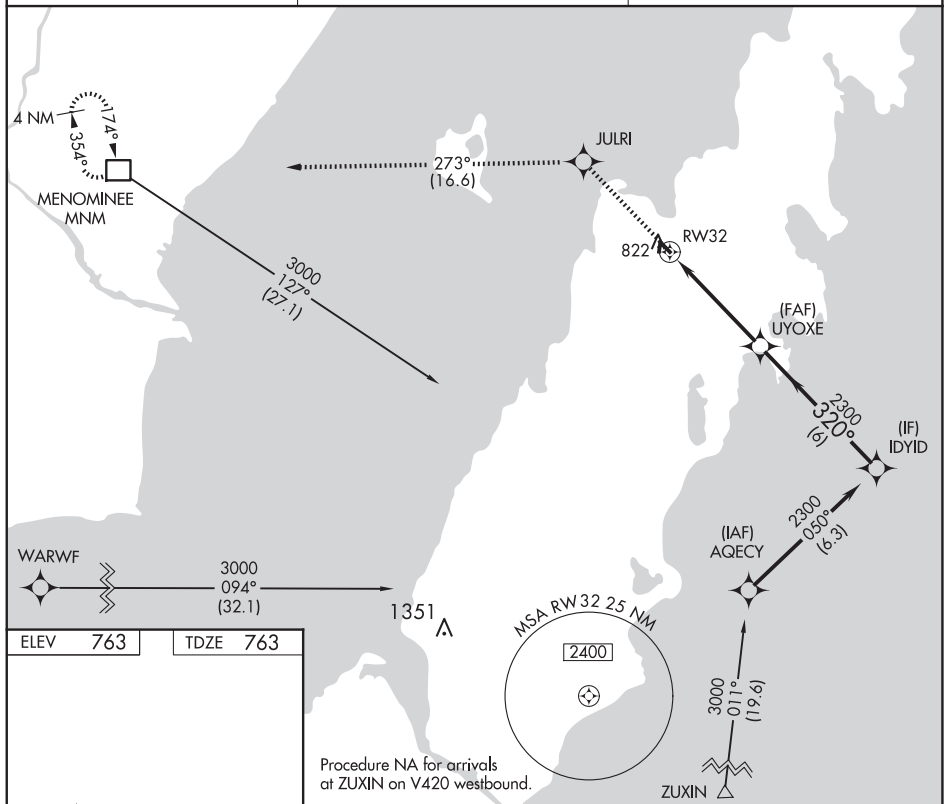 4 NM
174°
354°
MENOMINEE
MNM
273°
(16.6)
JULRI
822
RW32
3000
127°
(27.1)
(FAF)
UYOXE
2300
320°
(6)
(IF)
IDYID
2300
050°
(6.3)
(IAF)
AQECY
WARWF
3000
094°
(32.1)
1351
MSA RW32 25 NM
2400
3000
011°
(19.6)
ELEV 763
TDZE 763
Procedure NA for arrivals
at ZUXIN on V420 westbound.
ZUXIN